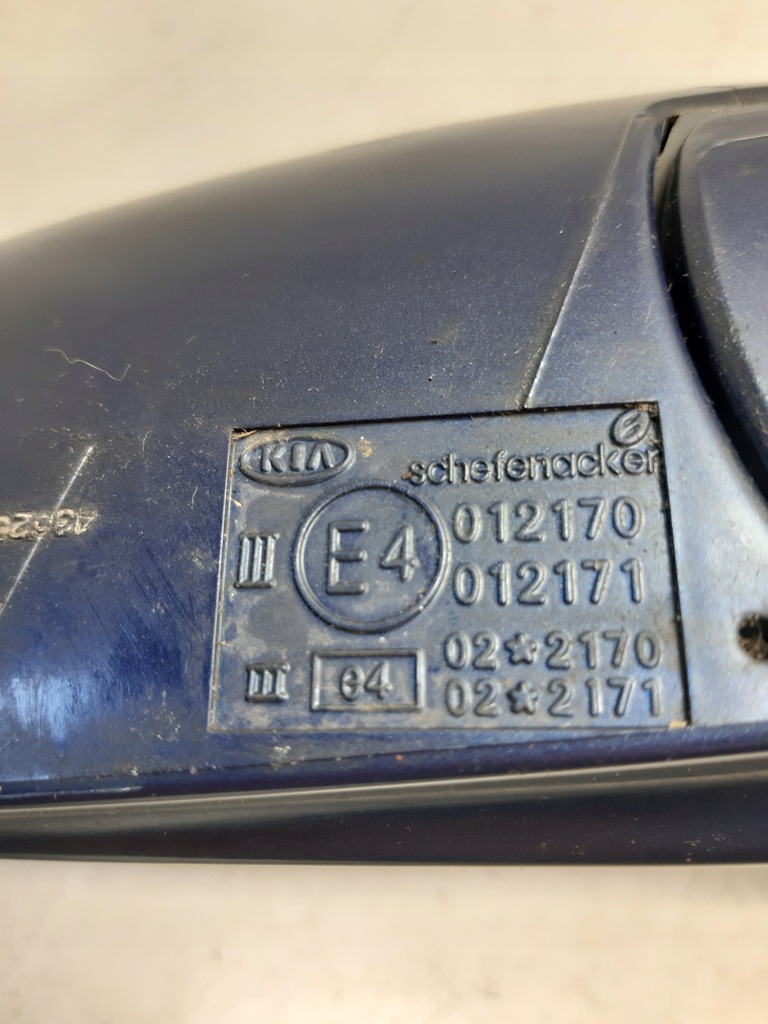 KIA schefenacker
III E4 012170
012171
III e4 02*2170
02*2171